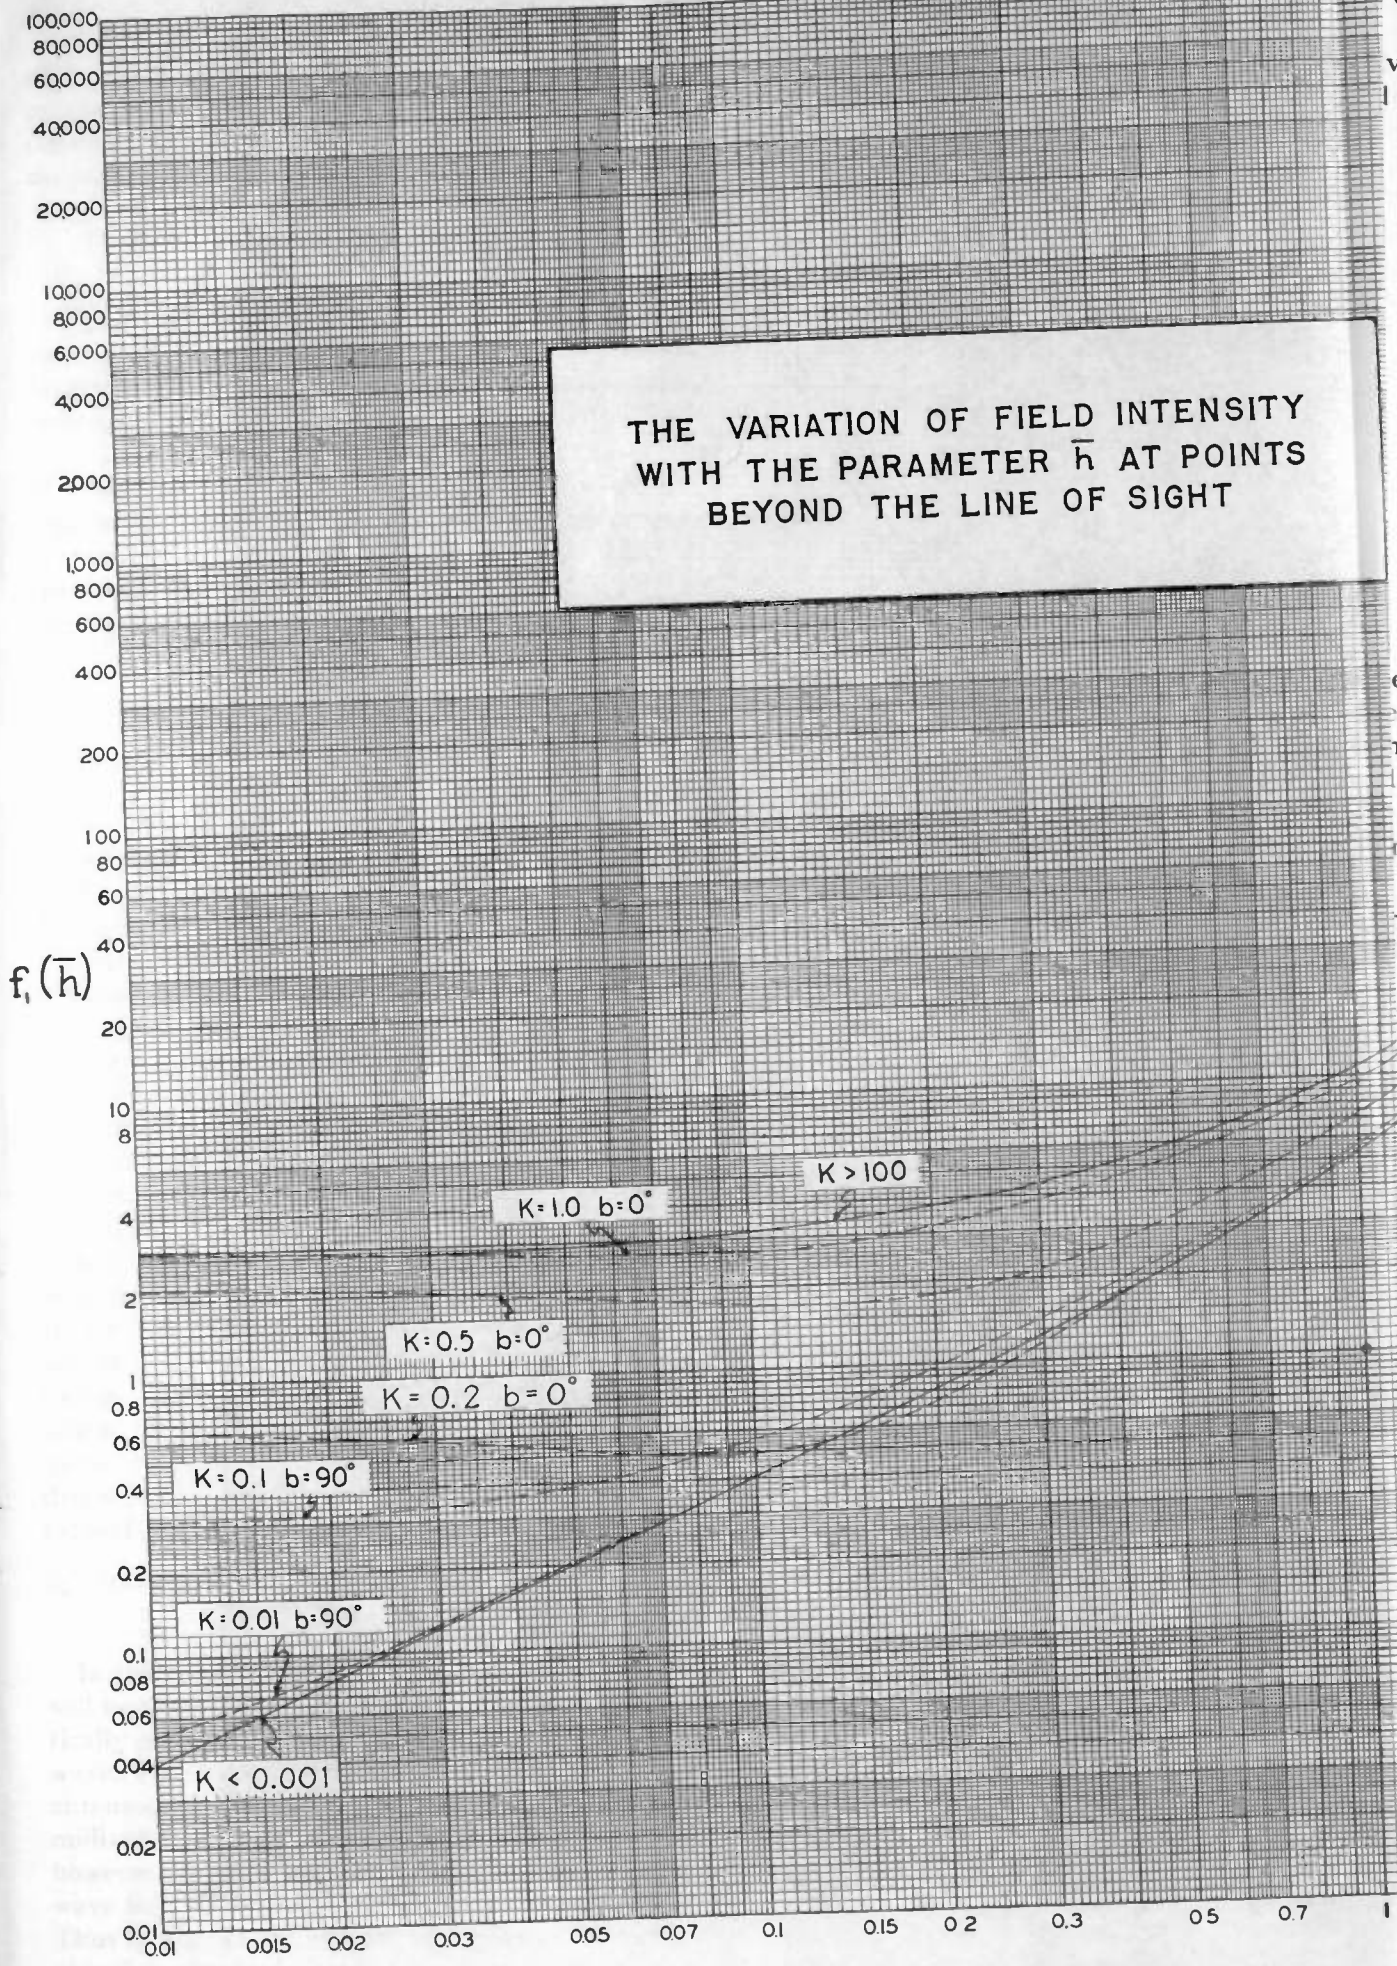 100,000
80,000
60,000
40,000
20,000
10,000
8,000
6,000
4,000
2,000
1,000
800
600
400
200
100
80
60
40
20
10
8
4
2
1
0.8
0.6
0.4
0.2
0.1
0.08
0.06
0.04
0.02
0.01
THE VARIATION OF FIELD INTENSITY
WITH THE PARAMETER h̅ AT POINTS
BEYOND THE LINE OF SIGHT
f₁(h̅)
K>100
K=1.0 b=0°
K=0.5 b=0°
K=0.2 b=0°
K=0.1 b=90°
K=0.01 b=90°
K<0.001
0.01 0.015 0.02 0.03 0.05 0.07 0.1 0.15 0.2 0.3 0.5 0.7 1